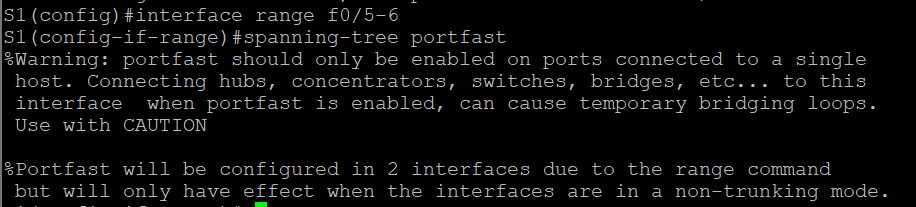 S1(config)#interface range f0/5-6
S1(config-if-range)#spanning-tree portfast
%Warning: portfast should only be enabled on ports connected to a single
host. Connecting hubs, concentrators, switches, bridges, etc... to this
interface  when portfast is enabled, can cause temporary bridging loops.
Use with CAUTION

%Portfast will be configured in 2 interfaces due to the range command
but will only have effect when the interfaces are in a non-trunking mode.